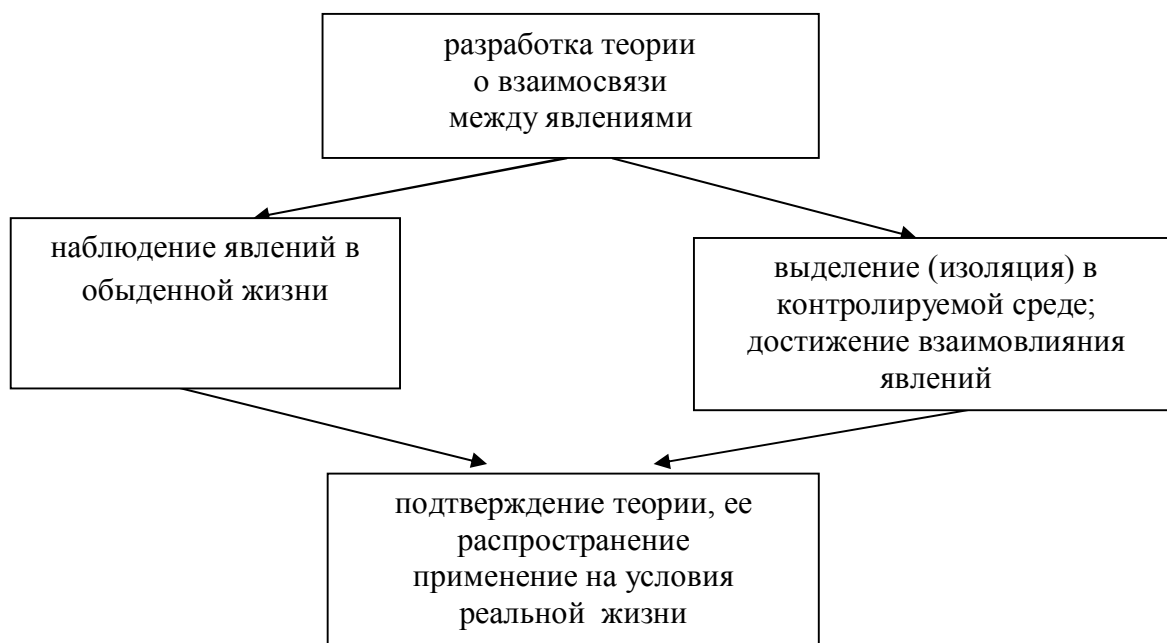 разработка теории
о взаимосвязи
между явлениями
наблюдение явлений в
обыденной жизни
выделение (изоляция) в
контролируемой среде;
достижение взаимовлияния
явлений
подтверждение теории, ее
распространение
применение на условия
реальной жизни